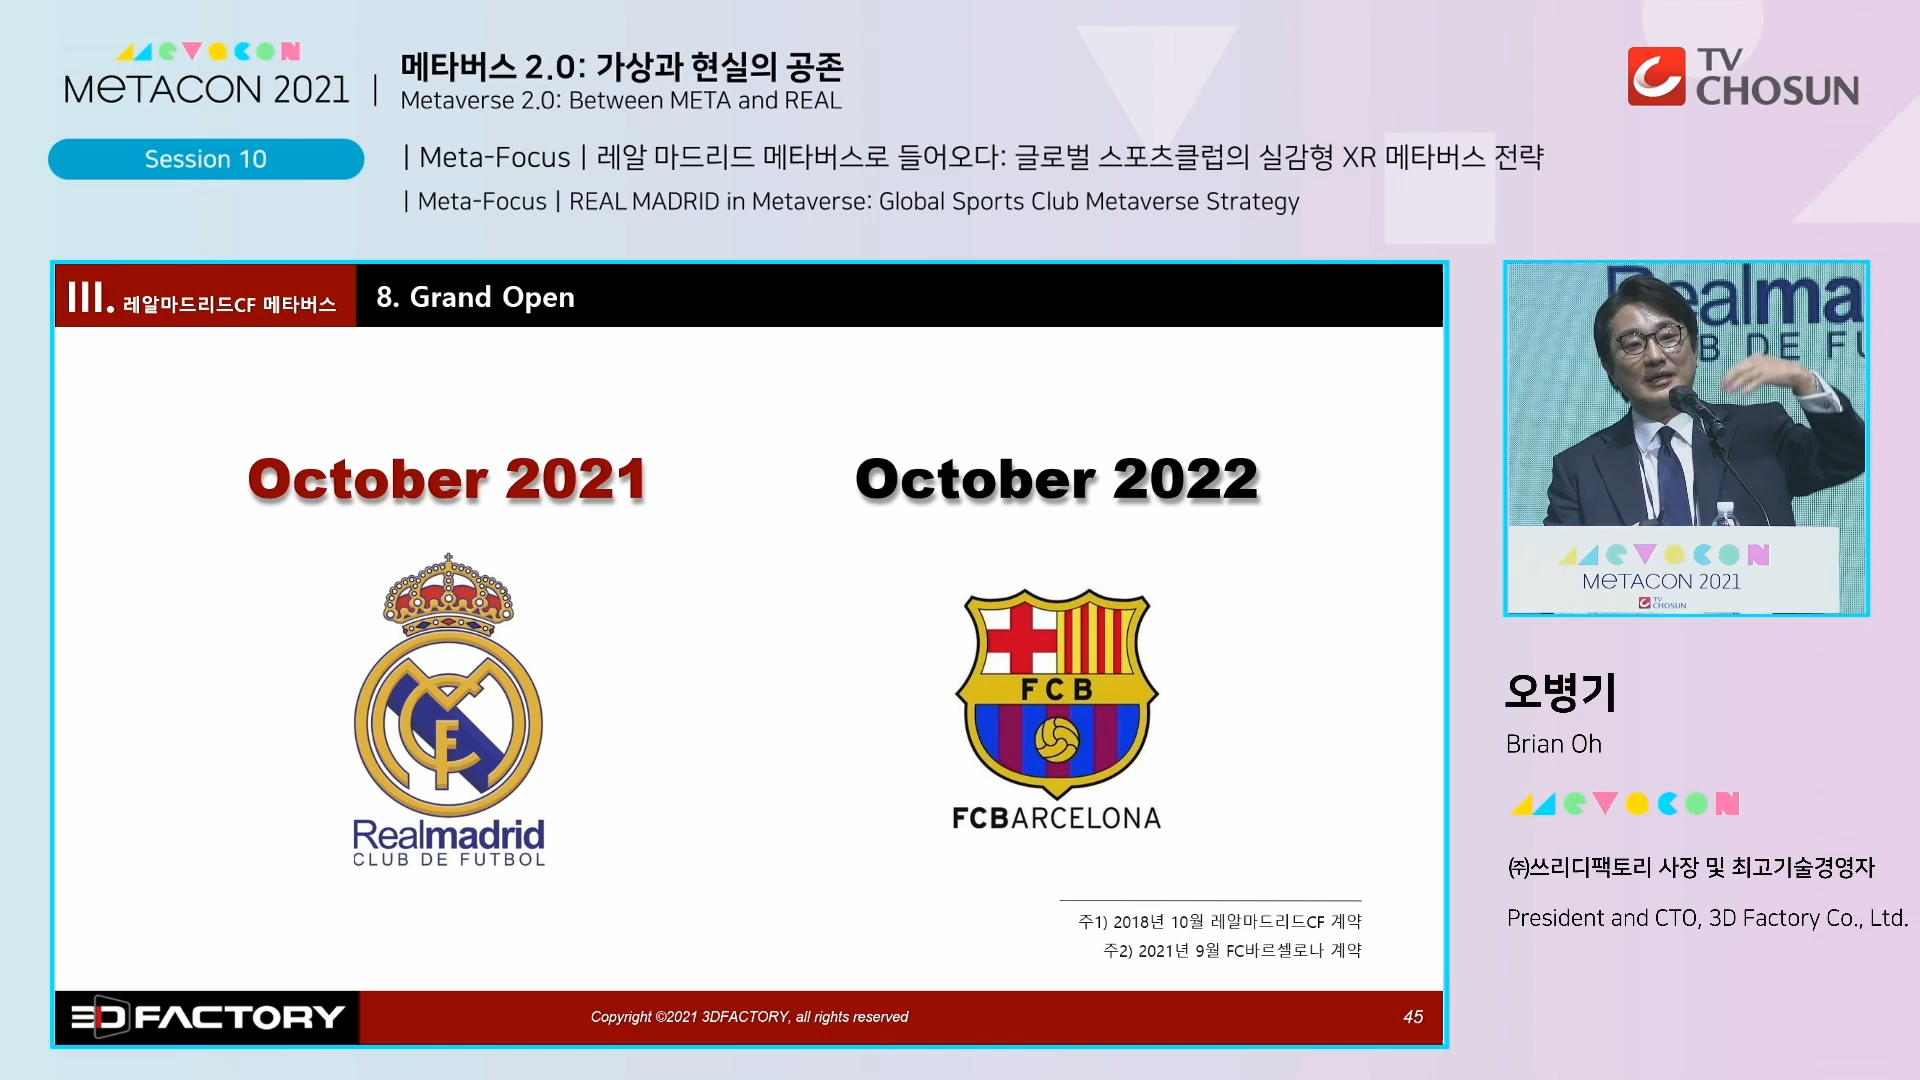 MEVACON
METACON 2021
메타버스 2.0: 가상과 현실의 공존
Metaverse 2.0: Between META and REAL
TV
CHOSUN
Session 10
| Meta-Focus | 레알 마드리드 메타버스로 들어오다: 글로벌 스포츠클럽의 실감형 XR 메타버스 전략
| Meta-Focus | REAL MADRID in Metaverse: Global Sports Club Metaverse Strategy
III. 레알마드리드CF 메타버스
8. Grand Open
October 2021
October 2022
FCB
Realmadrid
CLUB DE FUTBOL
FCBARCELONA
주1) 2018년 10월 레알마드리드CF 계약
주2) 2021년 9월 FC바르셀로나 계약
3DFACTORY
Copyright ©2021 3DFACTORY, all rights reserved
45
Realma
B DE FU
METACON 2021
TV
CHOSUN
오병기
Brian Oh
㈜쓰리디팩토리 사장 및 최고기술경영자
President and CTO, 3D Factory Co., Ltd.